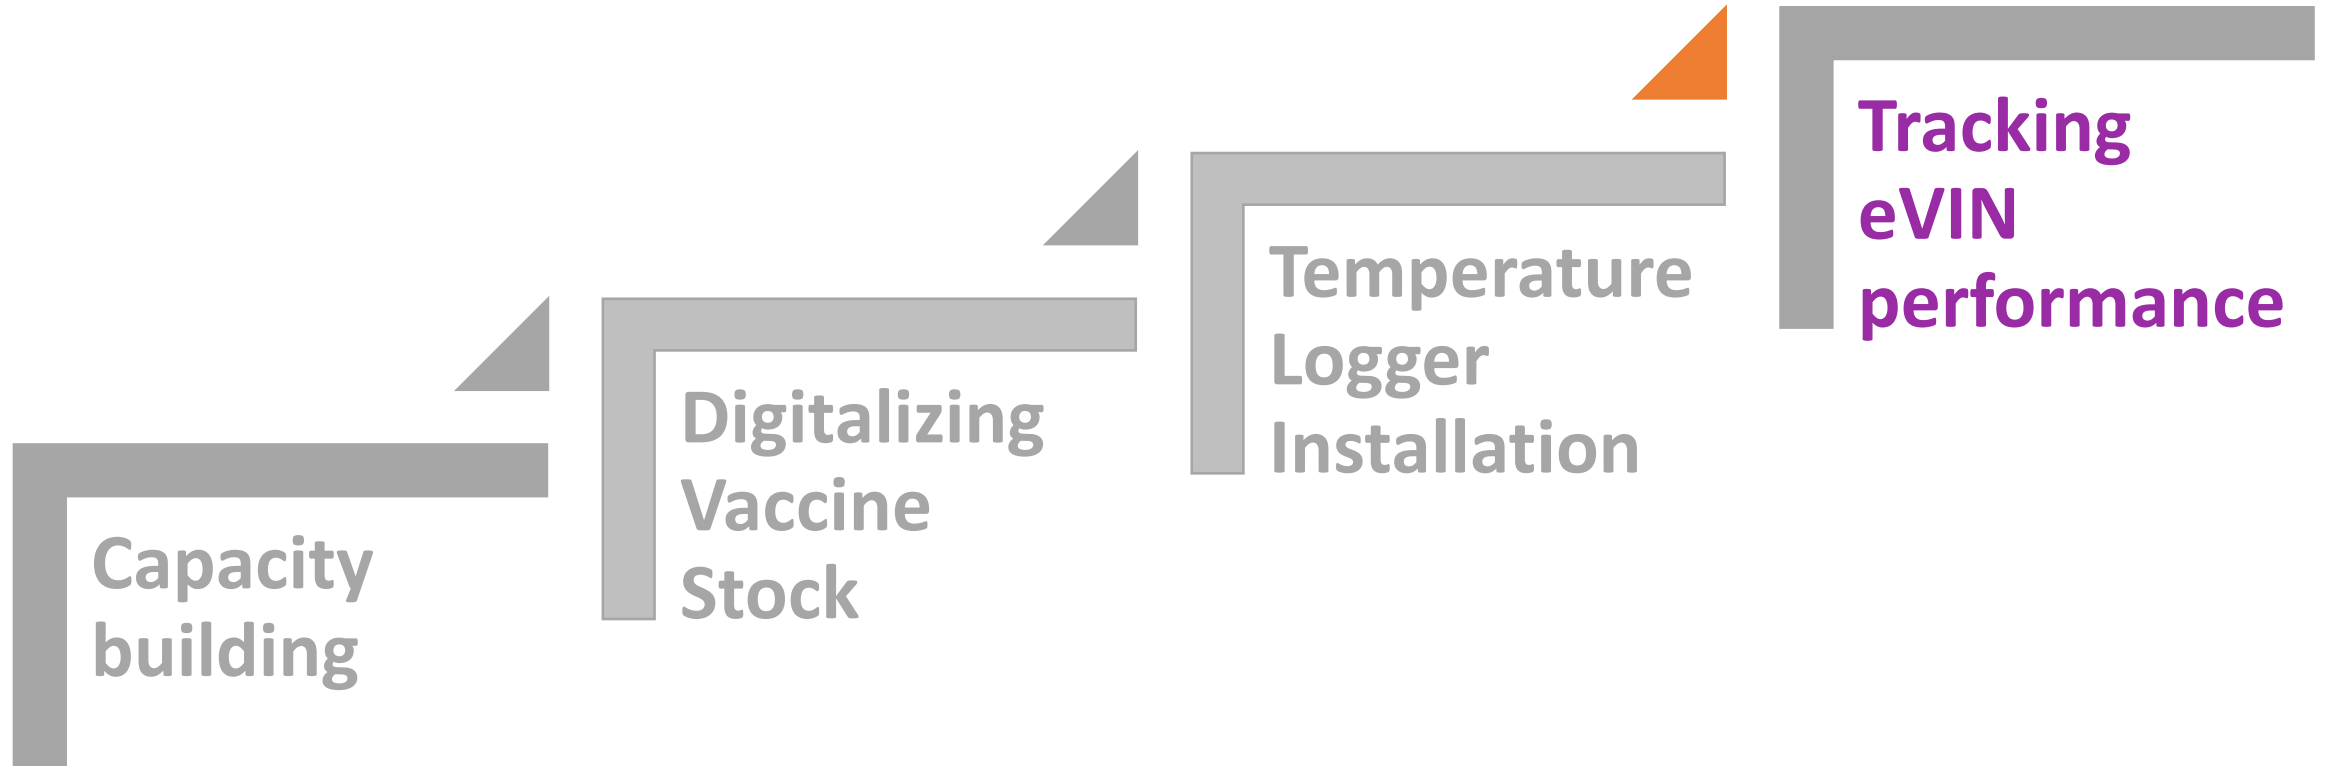 Capacity
building
Digitalizing
Vaccine
Stock
Temperature
Logger
Installation
Tracking
eVIN
performance